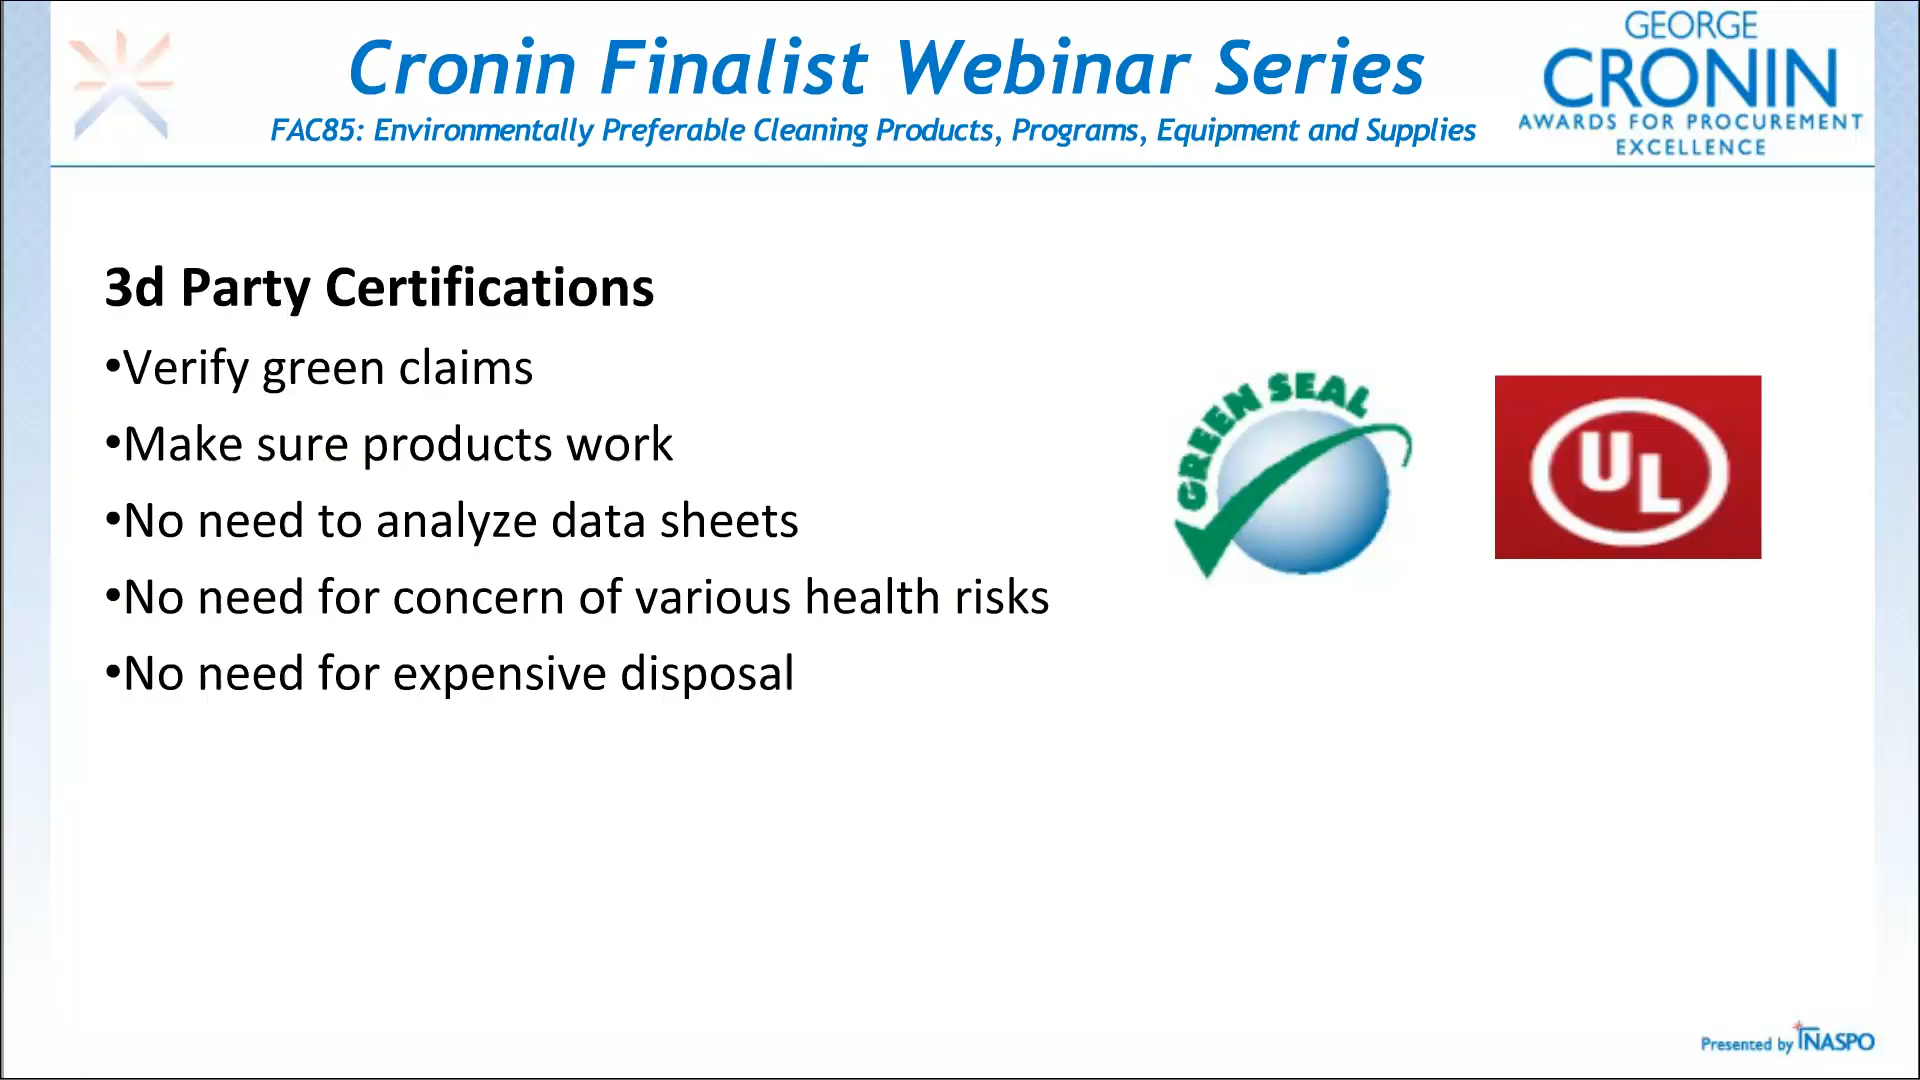 Cronin Finalist Webinar Series
FAC85: Environmentally Preferable Cleaning Products, Programs, Equipment and Supplies
GEORGE
CRONIN
AWARDS FOR PROCUREMENT
EXCELLENCE
3d Party Certifications
•Verify green claims
•Make sure products work
•No need to analyze data sheets
•No need for concern of various health risks
•No need for expensive disposal
GREEN SEAL
UL
Presented by NASPO